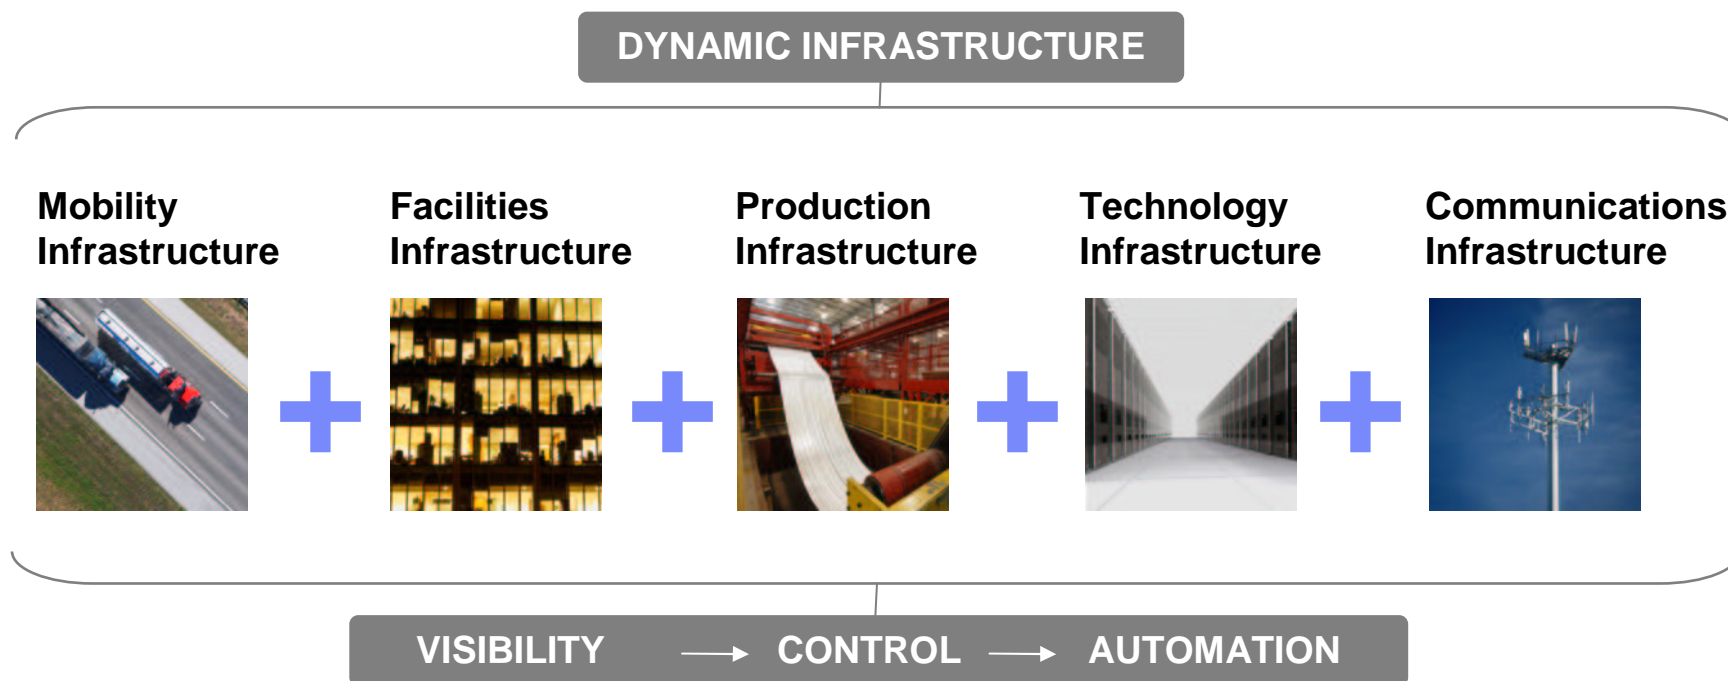 DYNAMIC INFRASTRUCTURE
Mobility
Infrastructure
Facilities
Infrastructure
Production
Infrastructure
Technology
Infrastructure
Communications
Infrastructure
VISIBILITY → CONTROL → AUTOMATION